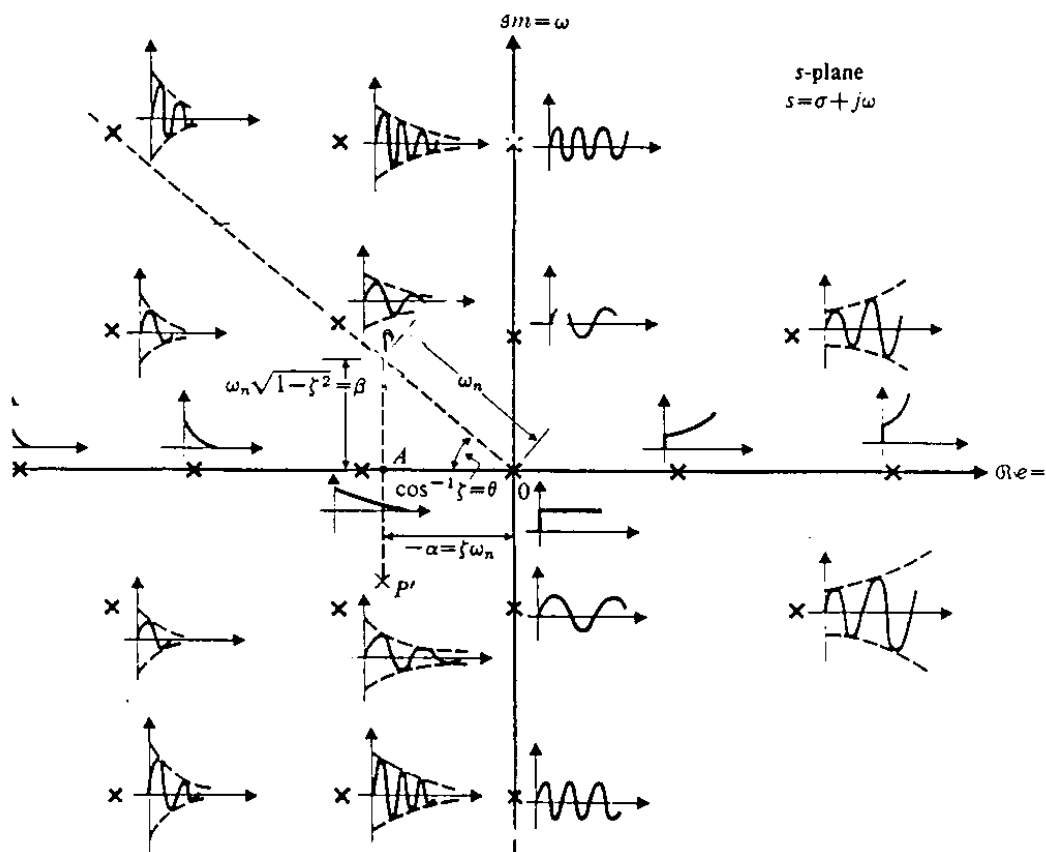 𝓘m = ω
s-plane
s = σ + jω
ωₙ√1−ζ² = β
ωₙ
A
cos⁻¹ζ = θ
0
ℛe =
−α = ζωₙ
P′